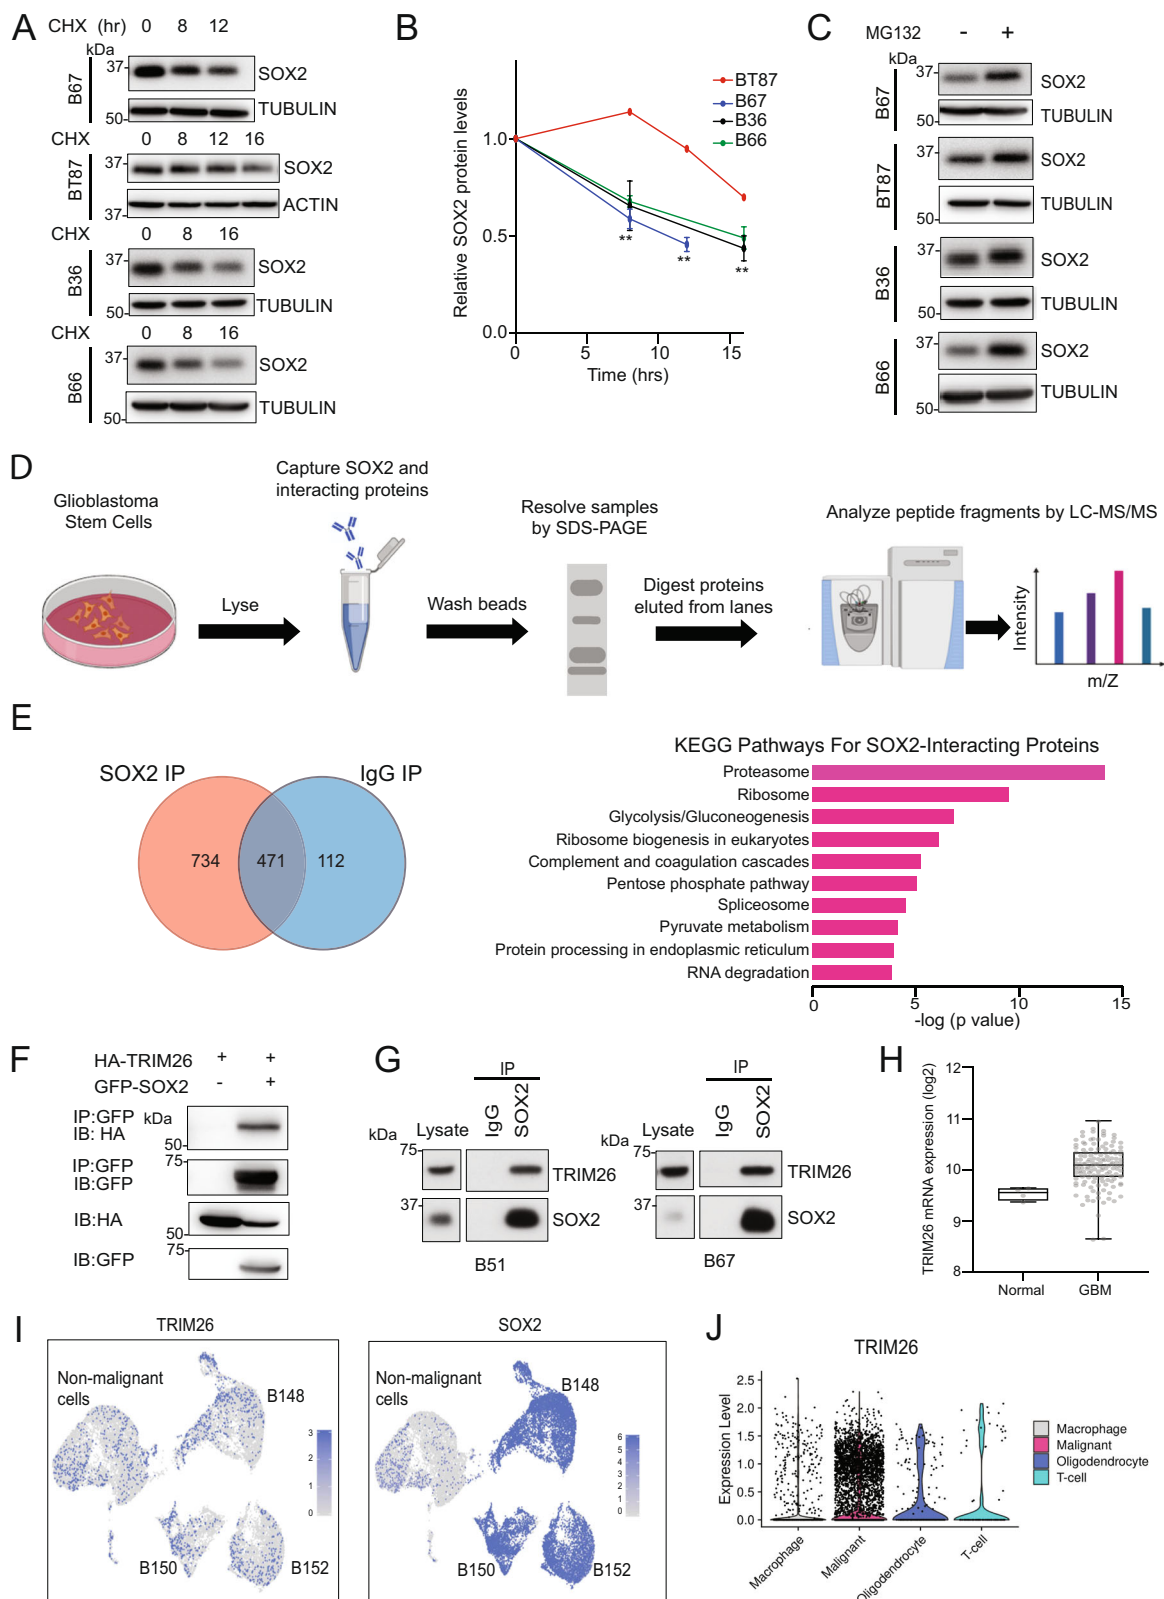 A
CHX (hr) 0 8 12
kDa
B67
37
SOX2
50
TUBULIN
CHX 0 8 12 16
BT87
37
SOX2
37
ACTIN
CHX 0 8 16
B36
37
SOX2
50
TUBULIN
CHX 0 8 16
B66
37
SOX2
50
TUBULIN
B
Relative SOX2 protein levels
1.0
0.5
0.0
0 5 10 15
Time (hrs)
BT87
B67
B36
B66
**
**
**
C
MG132 - +
kDa
B67
37
SOX2
50
TUBULIN
BT87
37
SOX2
50
TUBULIN
B36
37
SOX2
50
TUBULIN
B66
37
SOX2
50
TUBULIN
D
Glioblastoma
Stem Cells
Lyse
Capture SOX2 and
interacting proteins
Wash beads
Resolve samples
by SDS-PAGE
Digest proteins
eluted from lanes
Analyze peptide fragments by LC-MS/MS
Intensity
m/Z
E
SOX2 IP
IgG IP
734 471 112
KEGG Pathways For SOX2-Interacting Proteins
Proteasome
Ribosome
Glycolysis/Gluconeogenesis
Ribosome biogenesis in eukaryotes
Complement and coagulation cascades
Pentose phosphate pathway
Spliceosome
Pyruvate metabolism
Protein processing in endoplasmic reticulum
RNA degradation
0 5 10 15
-log (p value)
F
HA-TRIM26 + +
GFP-SOX2 - +
IP:GFP kDa
IB: HA
50
IP:GFP 75
IB:GFP
IB:HA
50
75
IB:GFP
G
IP
kDa Lysate IgG SOX2
75
TRIM26
37
SOX2
B51
IP
kDa Lysate IgG SOX2
75
TRIM26
37
SOX2
B67
H
TRIM26 mRNA expression (log2)
12
11
10
9
8
Normal GBM
I
TRIM26
Non-malignant
cells
B148
B150
B152
3
2
1
0
SOX2
Non-malignant
cells
B148
B150
B152
6
5
4
3
2
1
0
J
TRIM26
Expression Level
2.5
2.0
1.5
1.0
0.5
0.0
Macrophage
Malignant
Oligodendrocyte
T-cell
Macrophage
Malignant
Oligodendrocyte
T-cell